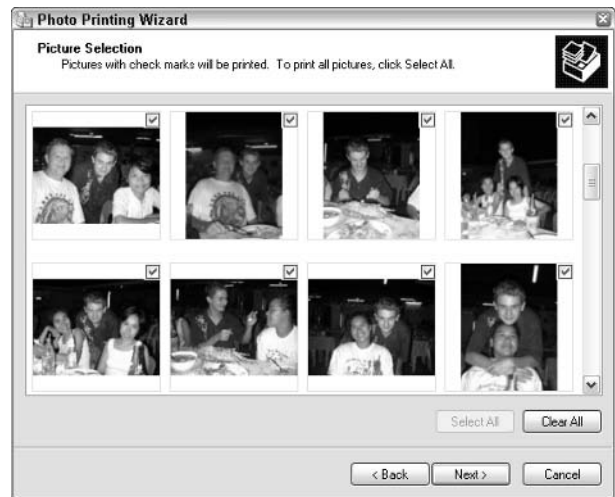 Photo Printing Wizard
Picture Selection
Pictures with check marks will be printed. To print all pictures, click Select All.
Select All
Clear All
< Back
Next >
Cancel